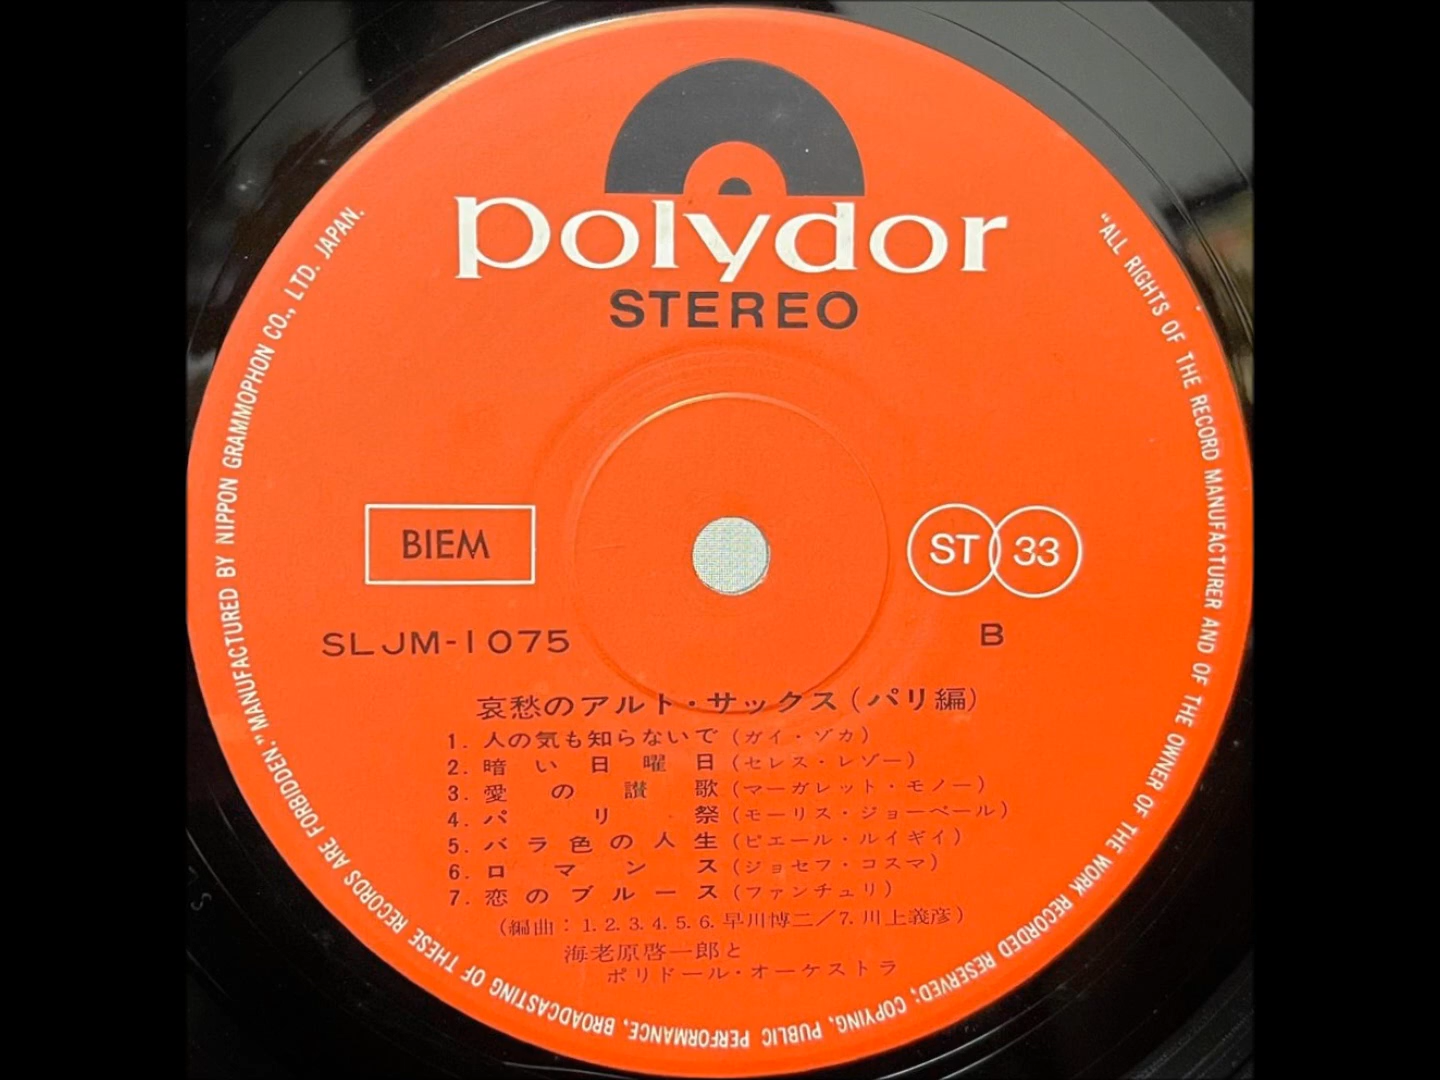 polydor
STEREO
BIEM
ST 33
SLJM-1075
B
哀愁のアルト・サックス(パリ編)
1. 人の気も知らないで (ガイ・ゾカ)
2. 暗い日曜日 (セレス・レゾー)
3. 愛の讃歌 (マーガレット・モノー)
4. パリ祭 (モーリス・ジョーベール)
5. バラ色の人生 (ピエール・ルイギイ)
6. ロマンス (ジョセフ・コスマ)
7. 恋のブルース (ファンチュリ)
(編曲：1. 2. 3. 4. 5. 6. 早川博二／7. 川上義彦)
海老原啓一郎と
ポリドール・オーケストラ
"ALL RIGHTS OF THE RECORD MANUFACTURER AND OF THE OWNER OF THE WORK RECORDED RESERVED; COPYING, PUBLIC PERFORMANCE, BROADCASTING OF THESE RECORDS ARE FORBIDDEN." MANUFACTURED BY NIPPON GRAMMOPHON CO., LTD. JAPAN.